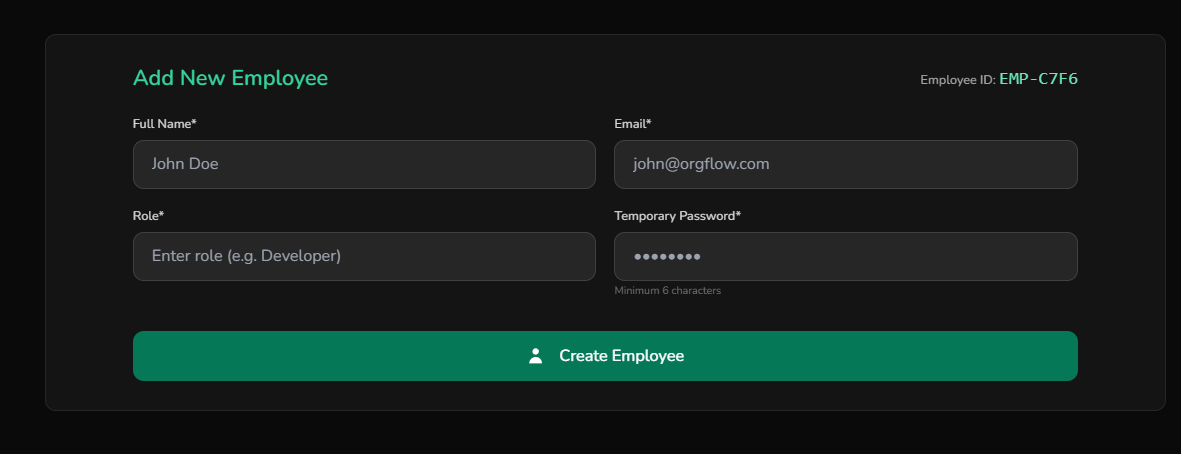 Add New Employee
Employee ID: EMP-C7F6
Full Name*
Email*
John Doe
john@orgflow.com
Role*
Temporary Password*
Enter role (e.g. Developer)
••••••••
Minimum 6 characters
Create Employee